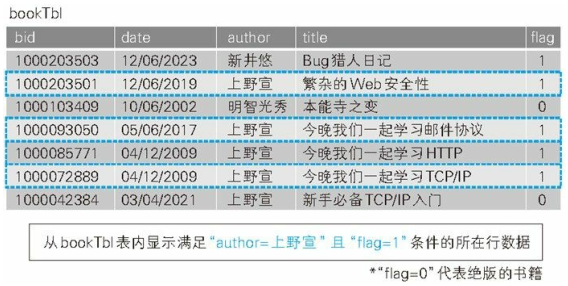 bookTbl
bid date author title flag
1000203503 12/06/2023 新井悠 Bug猎人日记 1
1000203501 12/06/2019 上野宣 繁杂的Web安全性 1
1000103409 10/06/2002 明智光秀 本能寺之变 0
1000093050 05/06/2017 上野宣 今晚我们一起学习邮件协议 1
1000085771 04/12/2009 上野宣 今晚我们一起学习HTTP 1
1000072889 04/12/2009 上野宣 今晚我们一起学习TCP/IP 1
1000042384 03/04/2021 上野宣 新手必备TCP/IP入门 0
从bookTbl表内显示满足“author=上野宣”且“flag=1”条件的所在行数据
*“flag=0”代表绝版的书籍